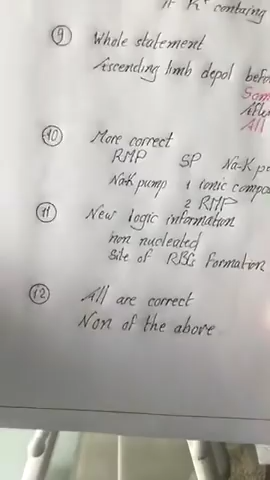 if K⁺ containg
⑨ Whole statement
Ascending limb depol befo
Som
Afte
All
⑩ More correct
RMP SP Na-K p
NaK pump 1 ionic compo
2 RMP
⑪ New logic information
non nucleated
Site of RBCs Formation
⑫ All are correct
Non of the above